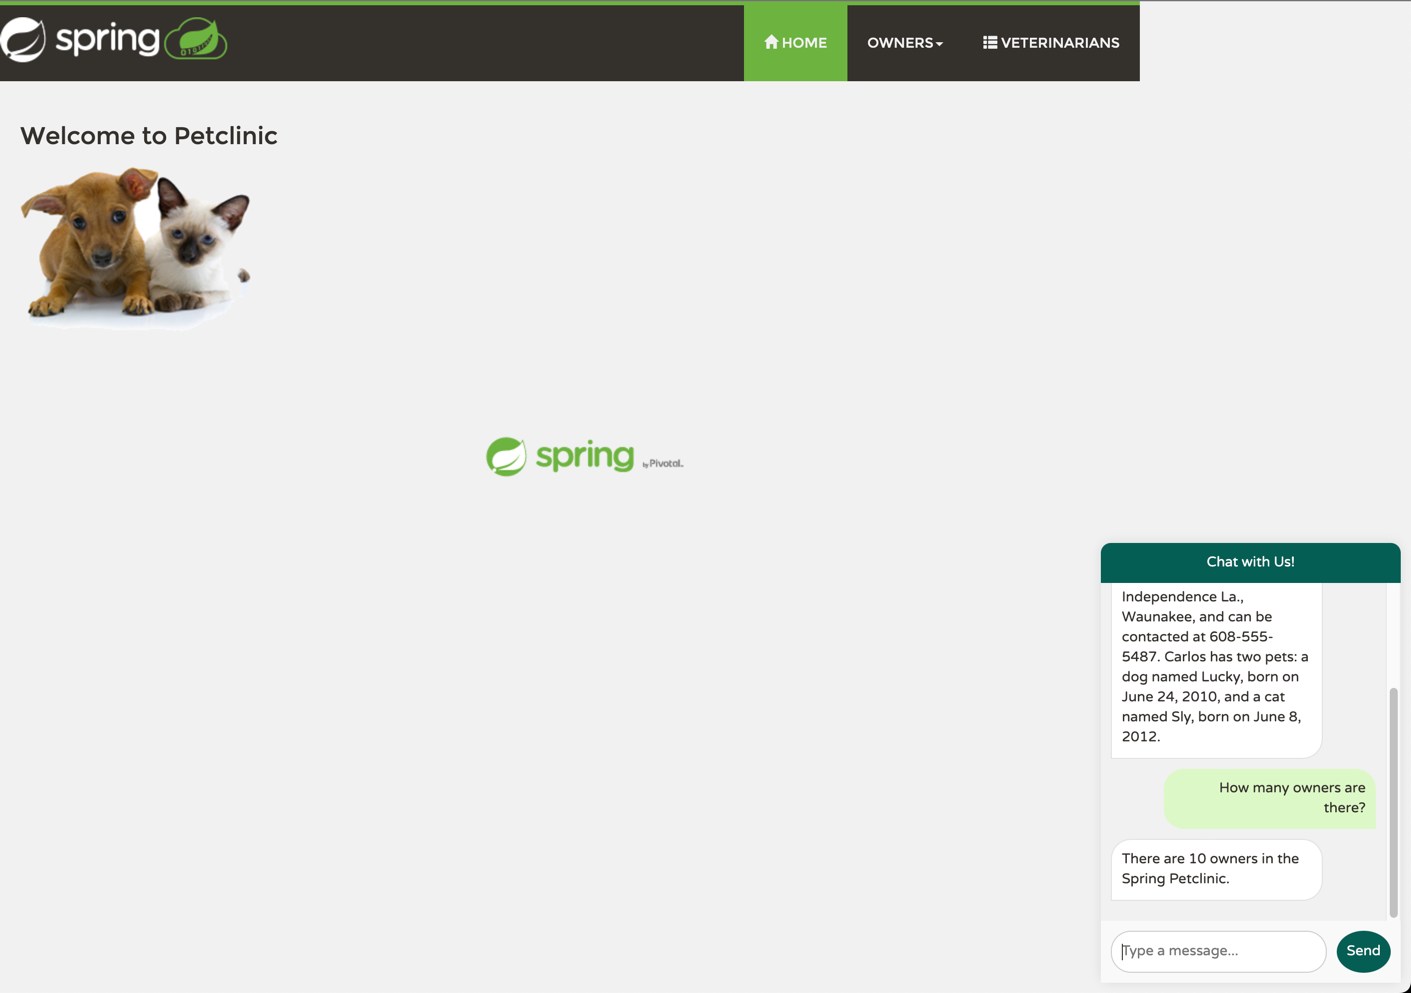 spring
HOME
OWNERS
VETERINARIANS
Welcome to Petclinic
spring by Pivotal.
Chat with Us!
Independence La.,
Waunakee, and can be
contacted at 608-555-
5487. Carlos has two pets: a
dog named Lucky, born on
June 24, 2010, and a cat
named Sly, born on June 8,
2012.
How many owners are
there?
There are 10 owners in the
Spring Petclinic.
Type a message...
Send